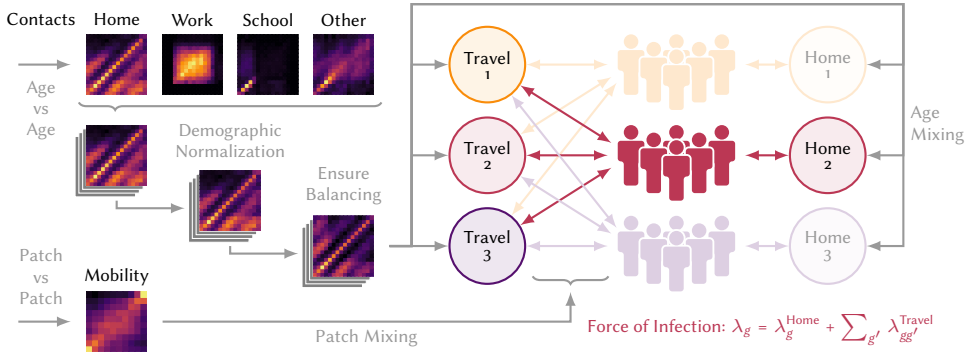 Contacts Home Work School Other
Age
vs
Age
Demographic
Normalization
Ensure
Balancing
Patch
vs
Patch
Mobility
Patch Mixing
Travel
1
Travel
2
Travel
3
Home
1
Home
2
Home
3
Age
Mixing
Force of Infection: λ_g = λ_g^Home + ∑_g′ λ_gg′^Travel